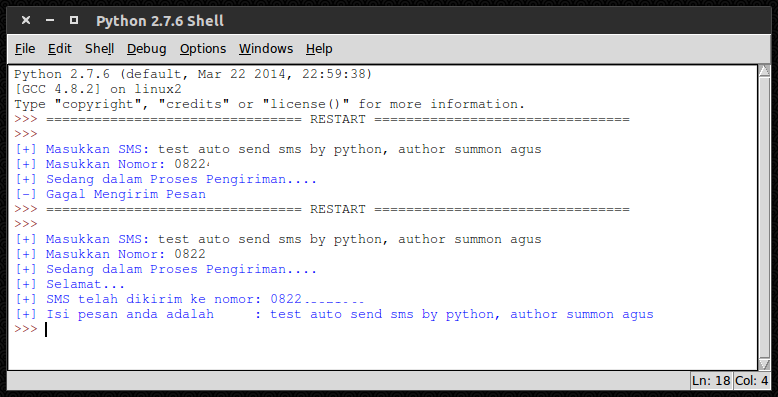 Python 2.7.6 Shell
File Edit Shell Debug Options Windows Help
Python 2.7.6 (default, Mar 22 2014, 22:59:38)
[GCC 4.8.2] on linux2
Type "copyright", "credits" or "license()" for more information.
>>> ================================ RESTART ================================
>>>
[+] Masukkan SMS: test auto send sms by python, author summon agus
[+] Masukkan Nomor: 0822
[+] Sedang dalam Proses Pengiriman....
[-] Gagal Mengirim Pesan
>>> ================================ RESTART ================================
>>>
[+] Masukkan SMS: test auto send sms by python, author summon agus
[+] Masukkan Nomor: 0822
[+] Sedang dalam Proses Pengiriman....
[+] Selamat...
[+] SMS telah dikirim ke nomor: 0822
[+] Isi pesan anda adalah     : test auto send sms by python, author summon agus
>>>
Ln: 18 Col: 4